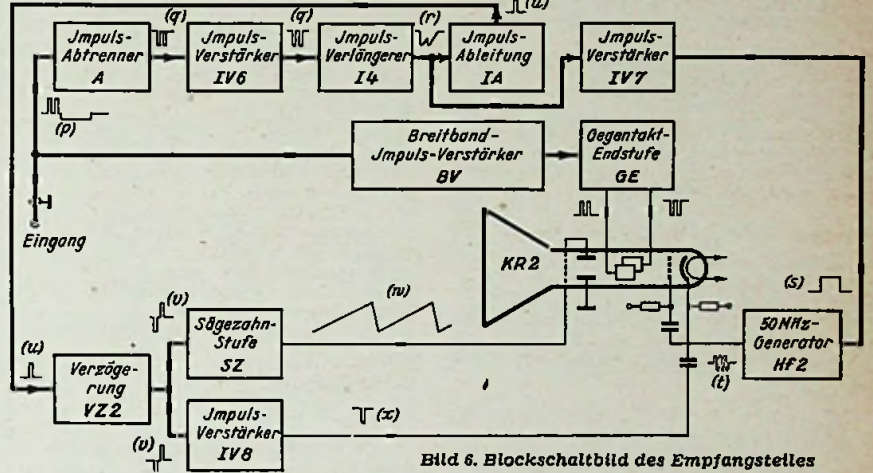 (u)
(q)
(q)
(r)
Jmpuls-
Abtrenner
A
Jmpuls-
Verstärker
IV6
Jmpuls-
Verlängerer
I4
Jmpuls-
Ableitung
IA
Jmpuls-
Verstärker
IV7
(p)
Breitband-
Jmpuls-Verstärker
BV
Gegentakt-
Endstufe
GE
Eingang
KR2
(s)
(v)
Sägezahn-
Stufe
SZ
(w)
50MHz-
Generator
Hf2
(u)
Verzöge-
rung
VZ2
(t)
(v)
Jmpuls-
Verstärker
IV8
(x)
Bild 6. Blockschaltbild des Empfangsteiles